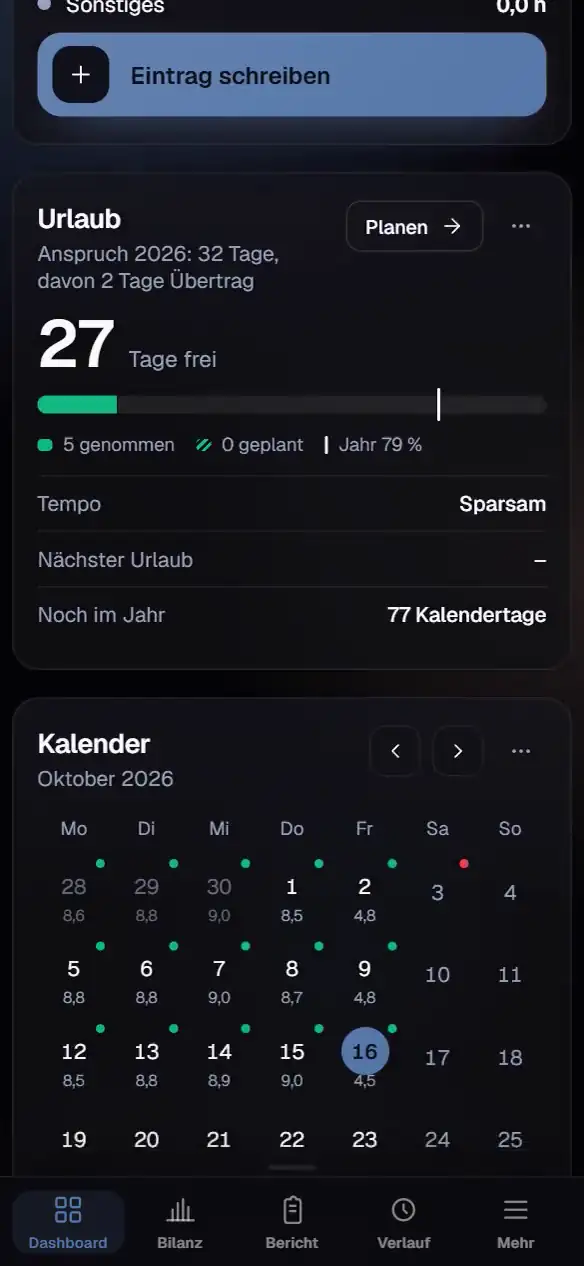 Sonstiges 0,0 h
Eintrag schreiben
Urlaub
Planen →
Anspruch 2026: 32 Tage,
davon 2 Tage Übertrag
27 Tage frei
5 genommen 0 geplant Jahr 79 %
Tempo Sparsam
Nächster Urlaub –
Noch im Jahr 77 Kalendertage
Kalender
Oktober 2026
Mo Di Mi Do Fr Sa So
28 29 30 1 2 3 4
8,6 8,8 9,0 8,5 4,8
5 6 7 8 9 10 11
8,8 8,8 9,0 8,7 4,8
12 13 14 15 16 17 18
8,5 8,8 8,9 9,0 4,5
19 20 21 22 23 24 25
Dashboard Bilanz Bericht Verlauf Mehr